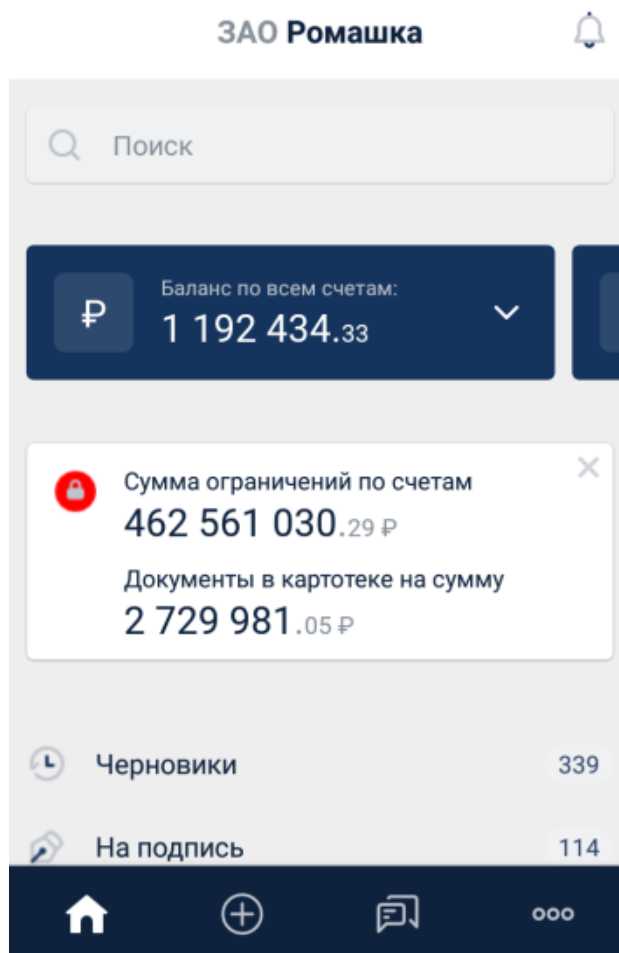 ЗАО Ромашка
Поиск
₽
Баланс по всем счетам:
1 192 434.33
Сумма ограничений по счетам
462 561 030.29 ₽
Документы в картотеке на сумму
2 729 981.05 ₽
Черновики 339
На подпись 114